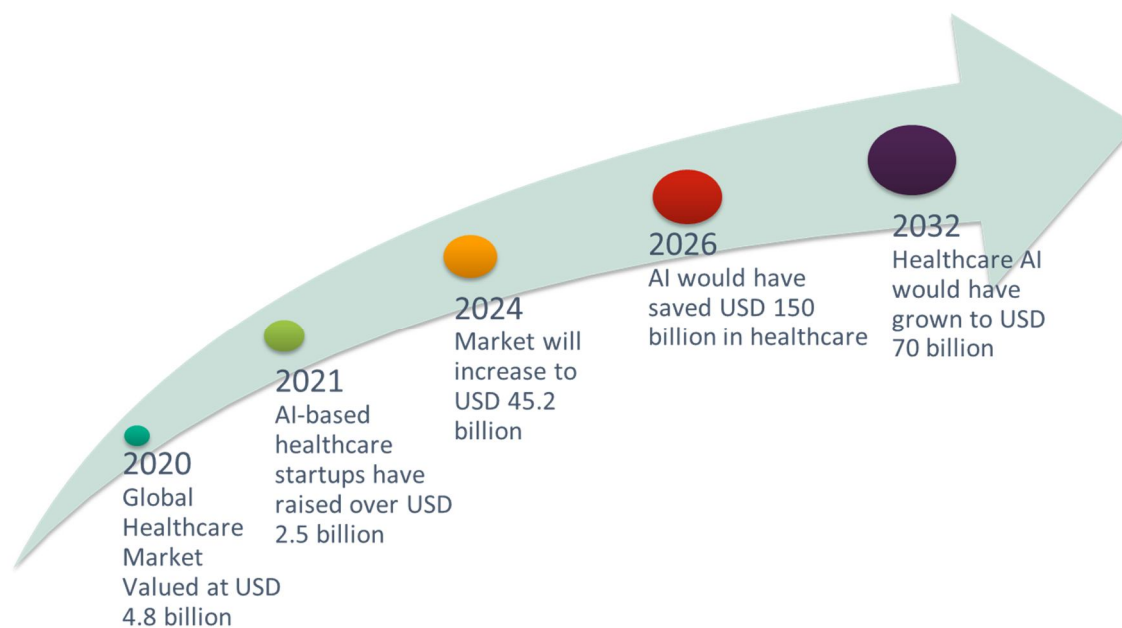 2020
Global
Healthcare
Market
Valued at USD
4.8 billion
2021
AI-based
healthcare
startups have
raised over USD
2.5 billion
2024
Market will
increase to
USD 45.2
billion
2026
AI would have
saved USD 150
billion in healthcare
2032
Healthcare AI
would have
grown to USD
70 billion